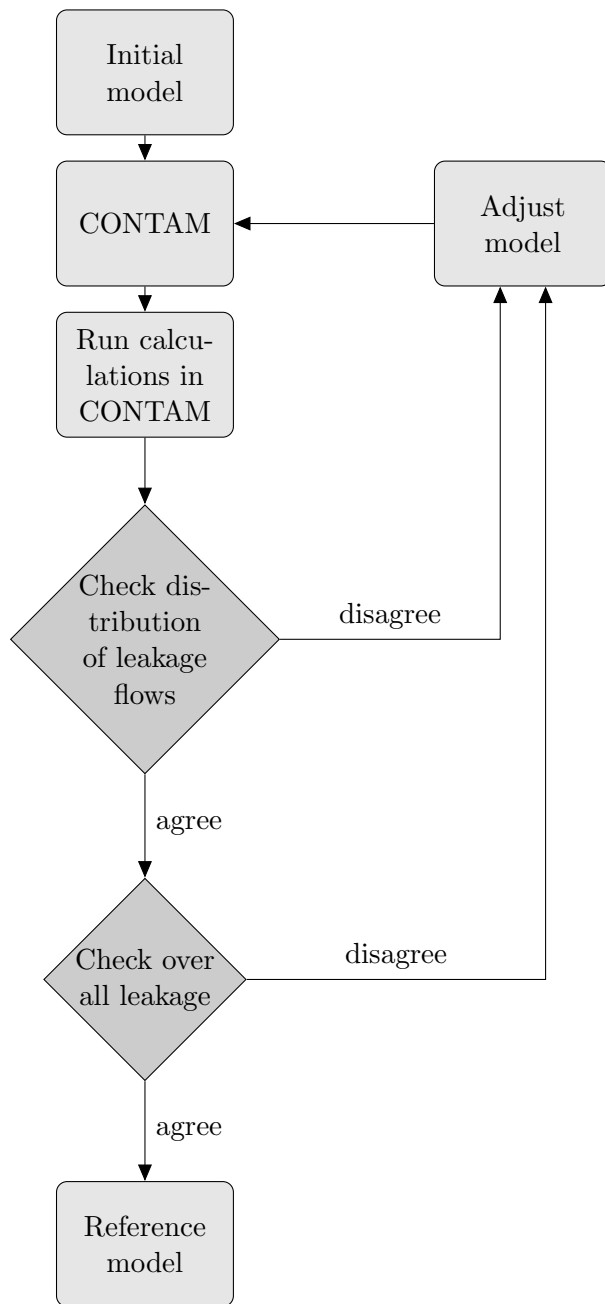 Initial
model
CONTAM
Adjust
model
Run calcu-
lations in
CONTAM
Check dis-
tribution
of leakage
flows
disagree
agree
Check over
all leakage
disagree
agree
Reference
model